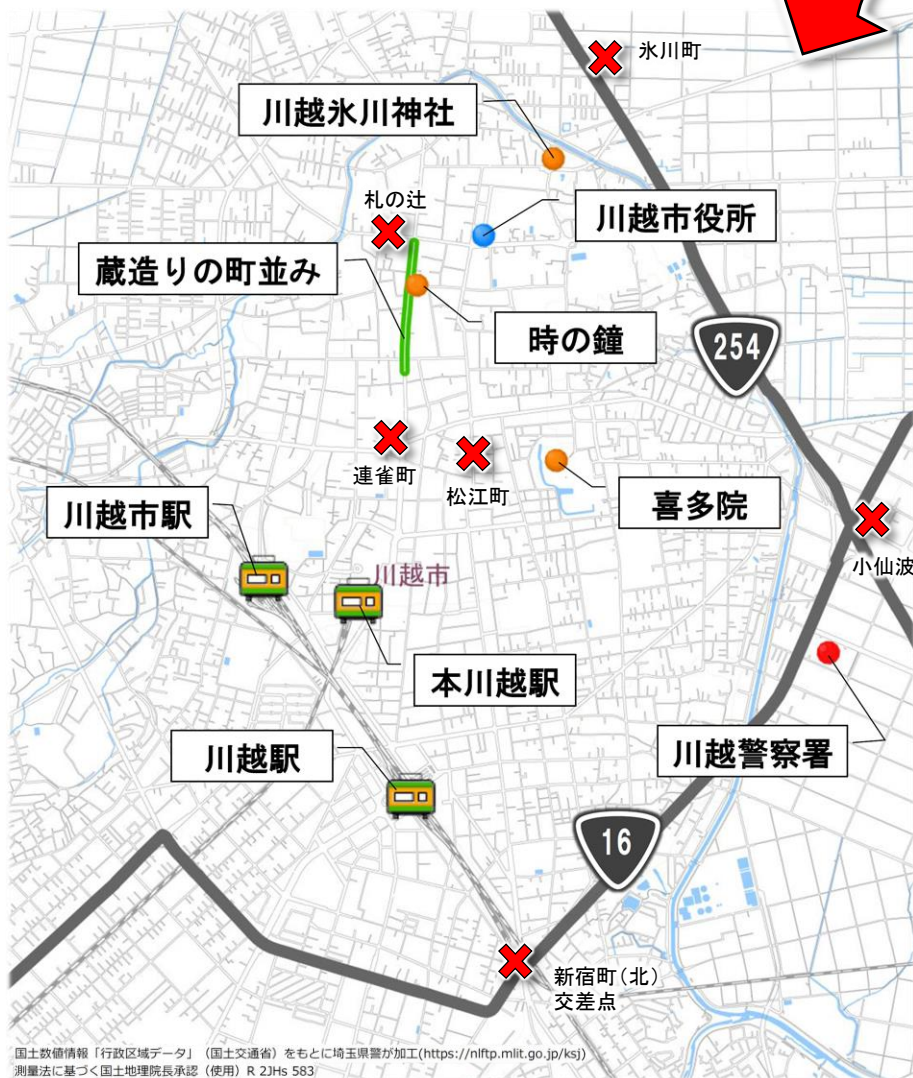 氷川町
川越氷川神社
札の辻
川越市役所
蔵造りの町並み
時の鐘
254
連雀町
松江町
喜多院
川越市駅
小仙波
川越市
本川越駅
川越駅
川越警察署
16
新宿町(北)
交差点
国土数値情報「行政区域データ」(国土交通省)をもとに埼玉県警が加工(https://nlftp.mlit.go.jp/ksj)
測量法に基づく国土地理院長承認(使用)R 2JHs 583